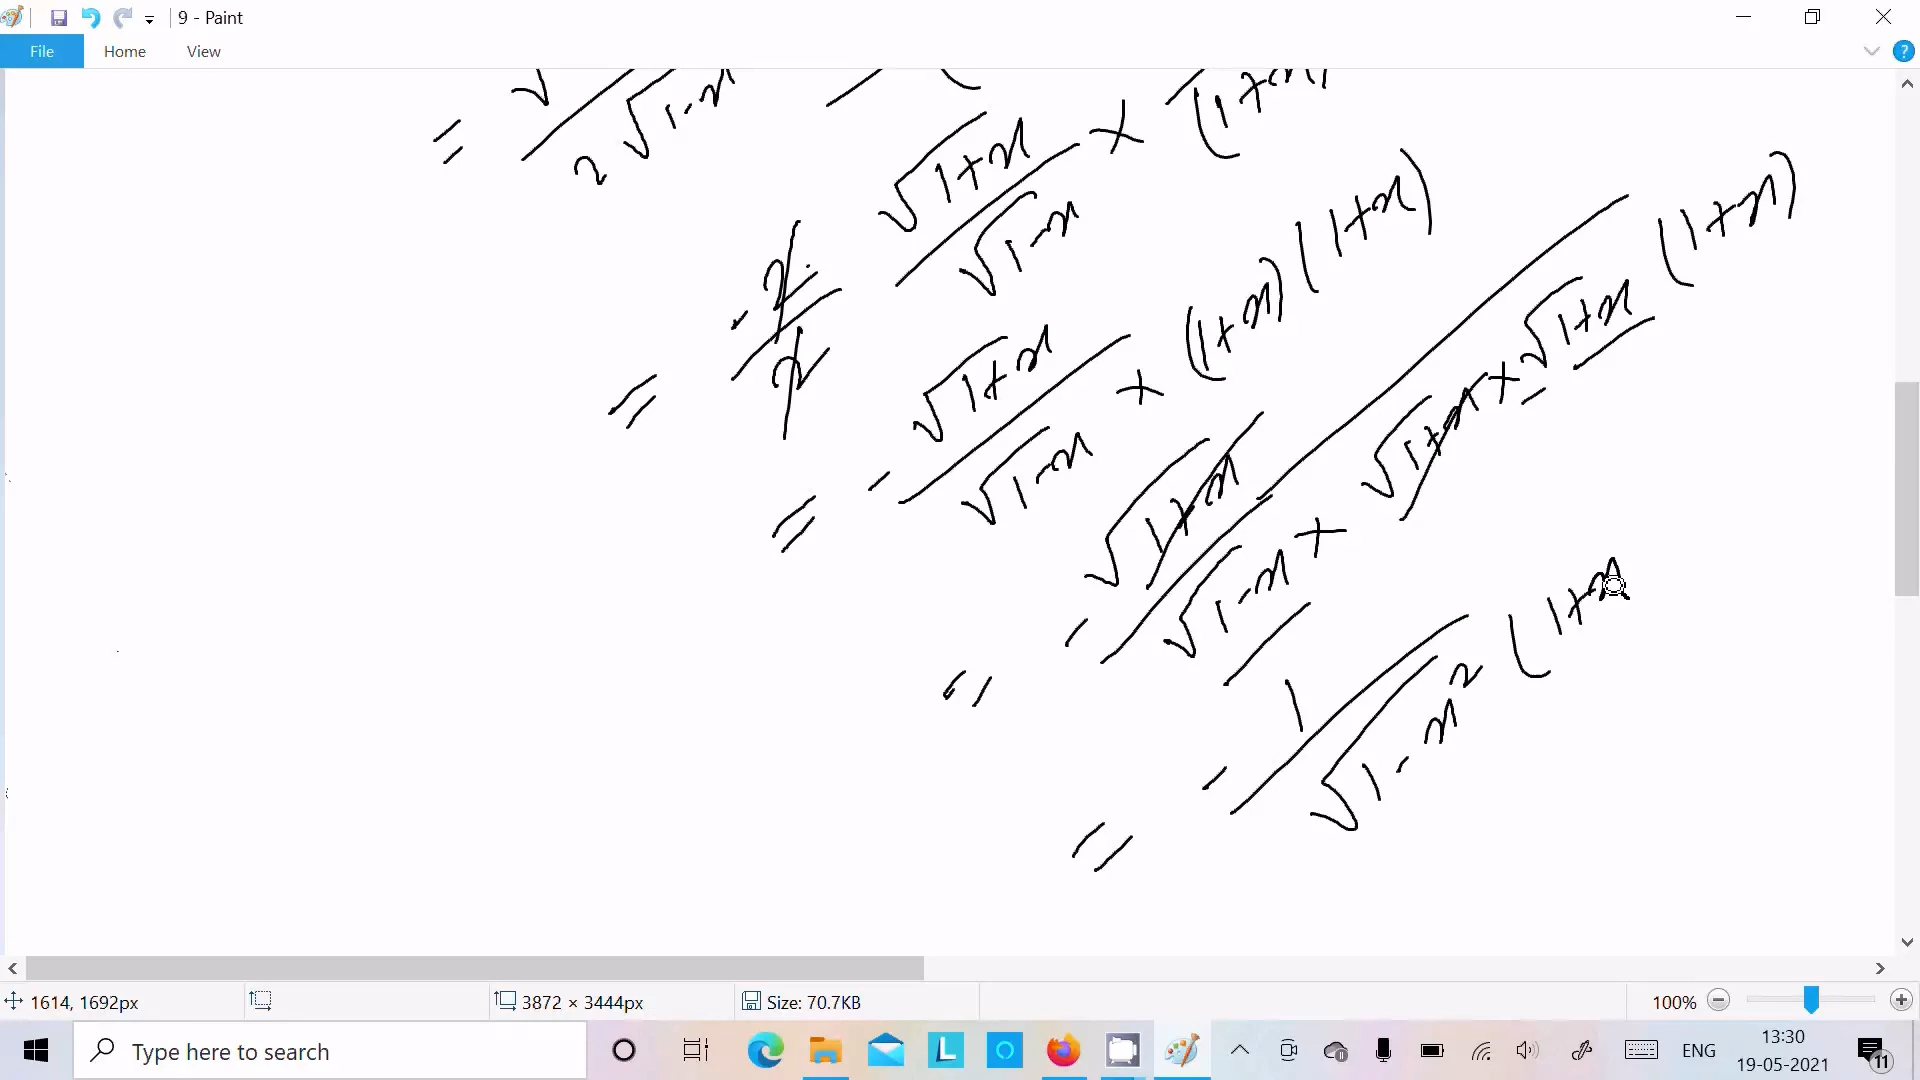 9 - Paint
File Home View
= √ / 2 √1-x (
= -2/2 √1+x / √1-x × / (1+x)
= - √1+x / √1-x × (1+x) (1+x)
= - √1+x / √1-x × √1+x × √1+x (1+x)
= - 1 / √1-x² (1+x
1614, 1692px
3872 × 3444px
Size: 70.7KB
100%
Type here to search
ENG
13:30
19-05-2021
11